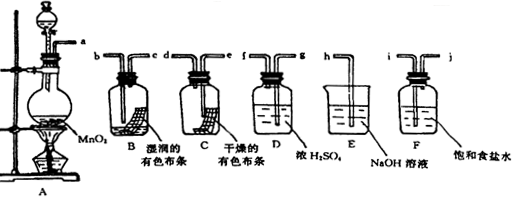 a
b c d e f g h i j
MnO₂
A
B
湿润的
有色布条
C
干燥的
有色布条
D
浓 H₂SO₄
E
NaOH 溶液
F
饱和食盐水